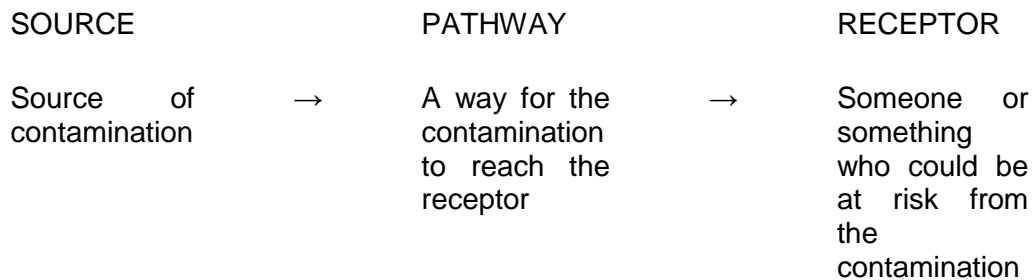 SOURCE PATHWAY RECEPTOR
Source of → A way for the → Someone or
contamination contamination something
to reach the who could be
receptor at risk from
the
contamination